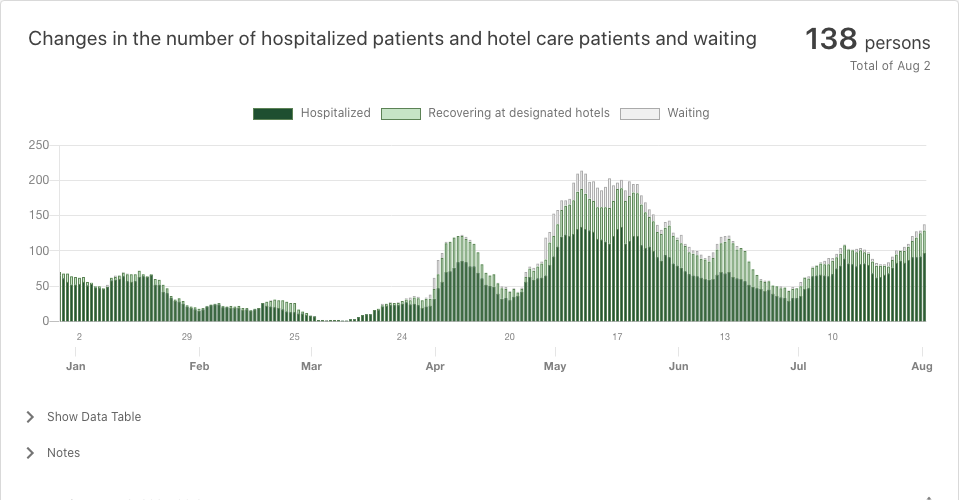 Changes in the number of hospitalized patients and hotel care patients and waiting
138 persons
Total of Aug 2
Hospitalized Recovering at designated hotels Waiting
250
200
150
100
50
0
2 29 25 24 20 17 13 10
Jan Feb Mar Apr May Jun Jul Aug
Show Data Table
Notes